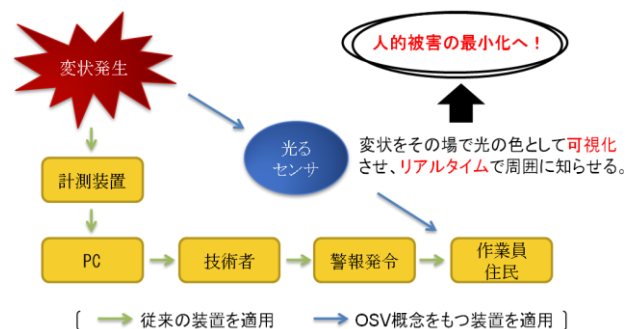 人的被害の最小化へ！
変状発生
光る
センサ
変状をその場で光の色として可視化
させ、リアルタイムで周囲に知らせる。
計測装置
PC
技術者
警報発令
作業員
住民
[ → 従来の装置を適用 → OSV概念をもつ装置を適用 ]